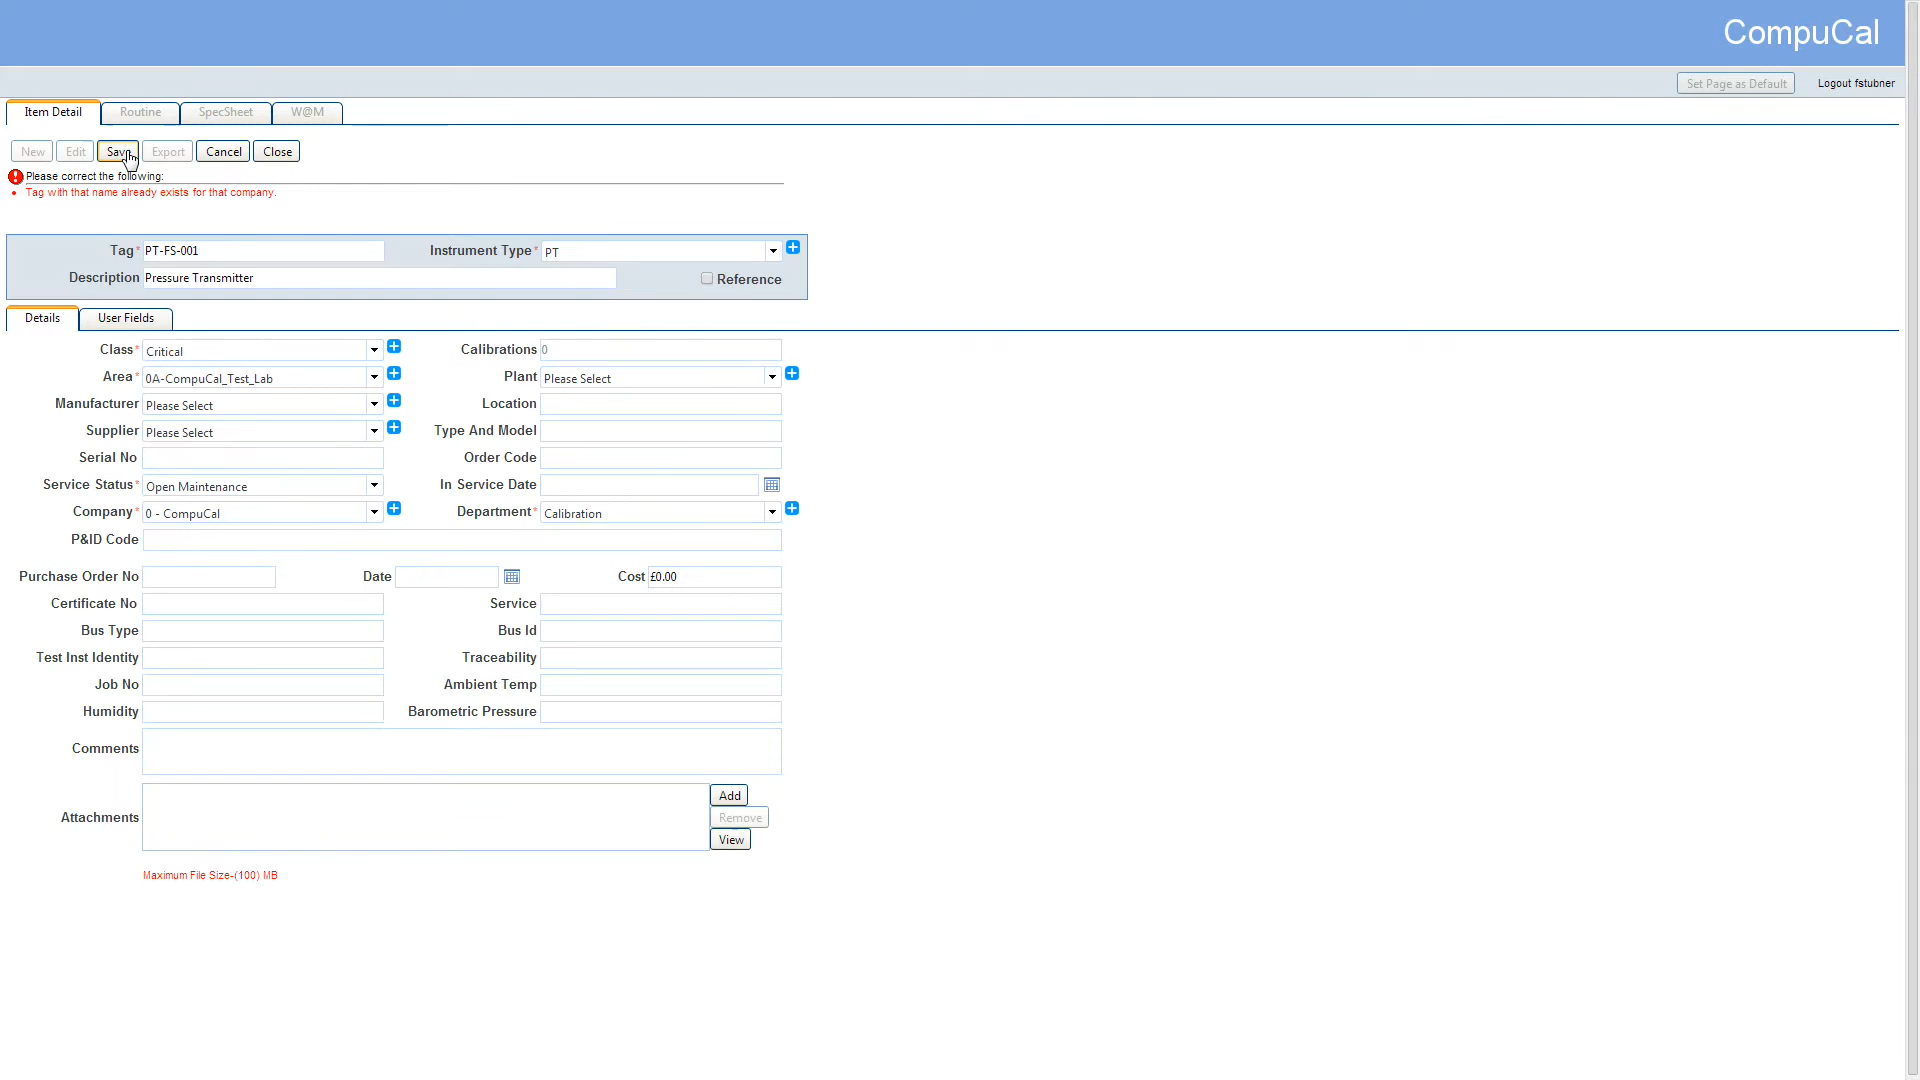 CompuCal
Set Page as Default Logout fstubner
Item Detail Routine SpecSheet W@M
New Edit Save Export Cancel Close
Please correct the following:
Tag with that name already exists for that company.
Tag* PT-FS-001 Instrument Type* PT
Description Pressure Transmitter Reference
Details User Fields
Class* Critical Calibrations 0
Area* 0A-CompuCal_Test_Lab Plant Please Select
Manufacturer Please Select Location
Supplier Please Select Type And Model
Serial No Order Code
Service Status* Open Maintenance In Service Date
Company* 0 - CompuCal Department* Calibration
P&ID Code
Purchase Order No Date Cost £0.00
Certificate No Service
Bus Type Bus Id
Test Inst Identity Traceability
Job No Ambient Temp
Humidity Barometric Pressure
Comments
Add
Attachments Remove
View
Maximum File Size-(100) MB